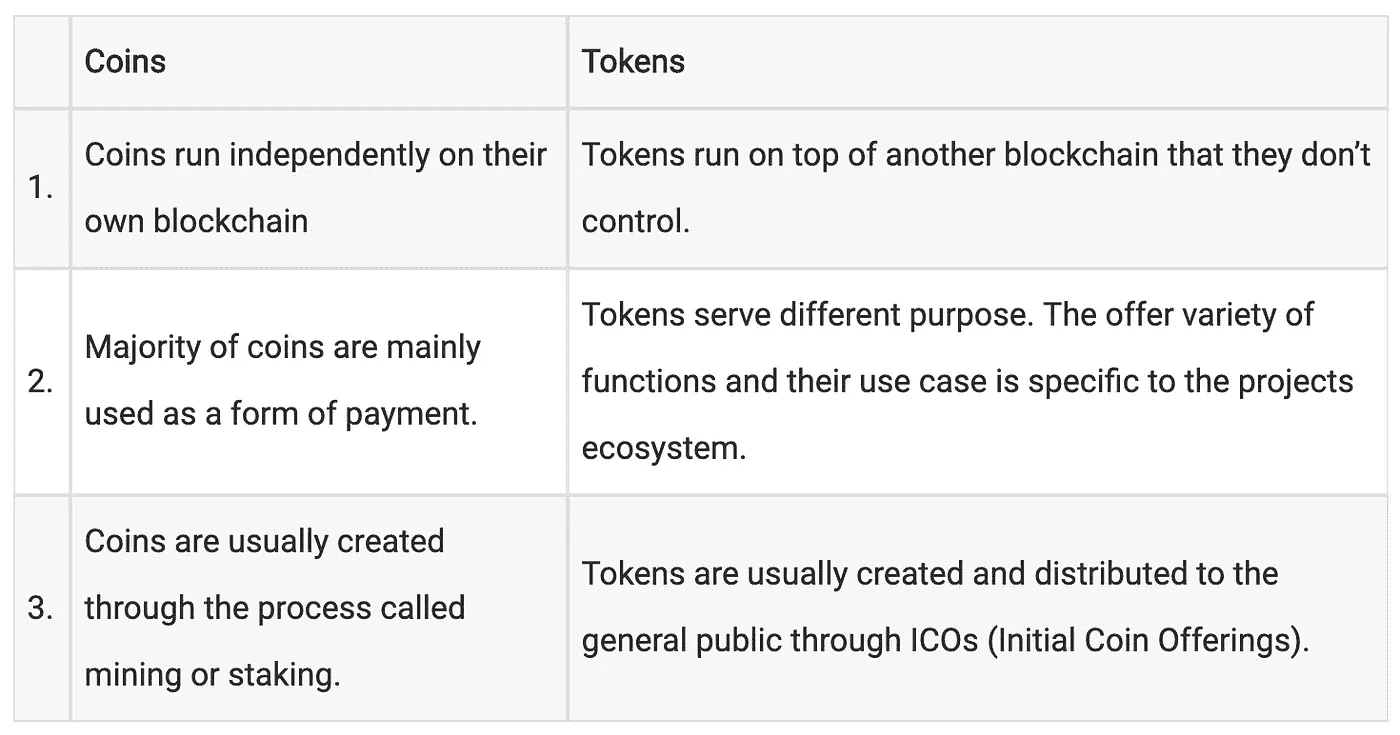 Coins
Tokens
1.
Coins run independently on their
own blockchain
Tokens run on top of another blockchain that they don’t
control.
2.
Majority of coins are mainly
used as a form of payment.
Tokens serve different purpose. The offer variety of
functions and their use case is specific to the projects
ecosystem.
3.
Coins are usually created
through the process called
mining or staking.
Tokens are usually created and distributed to the
general public through ICOs (Initial Coin Offerings).